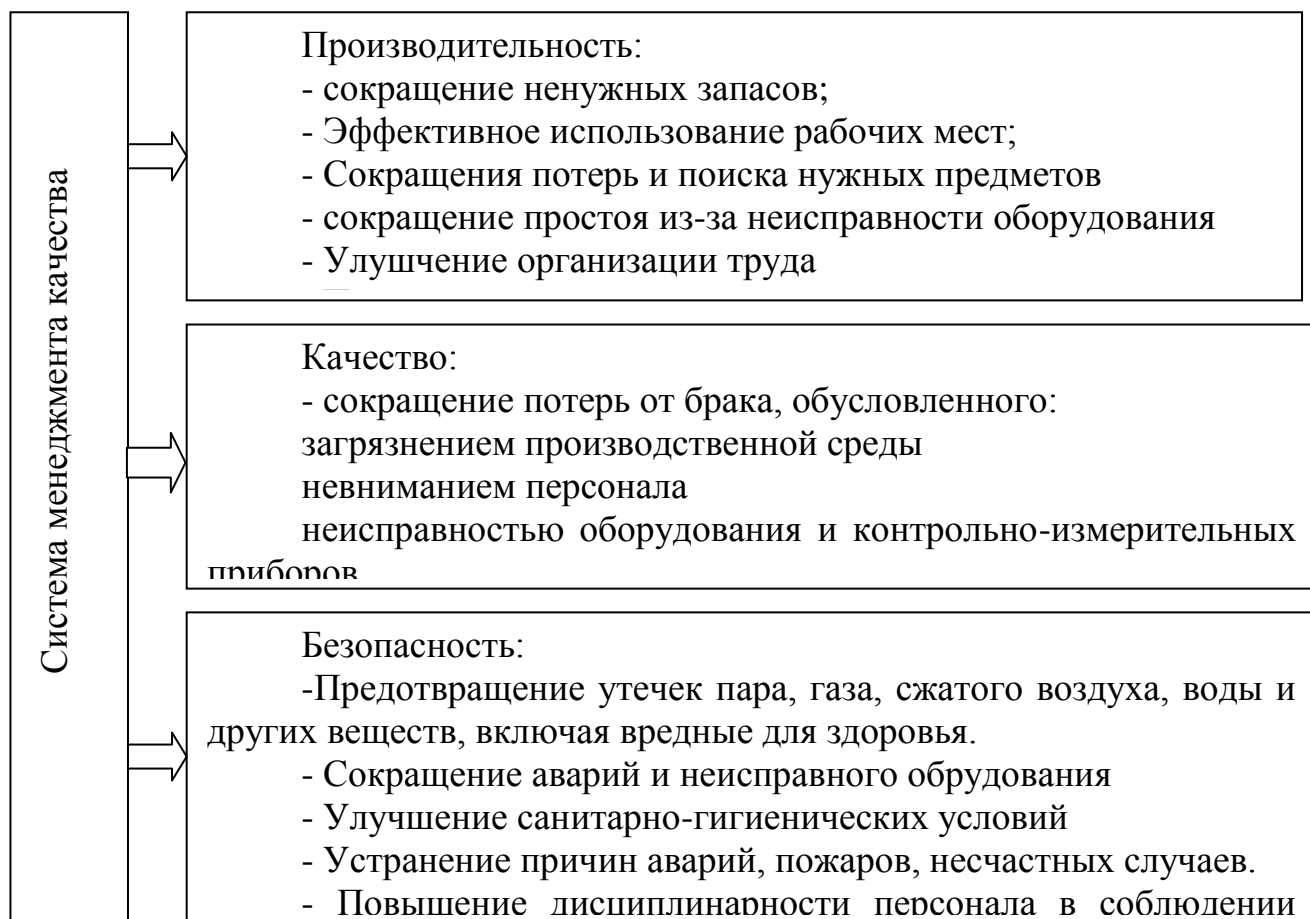 Система менеджмента качества
Производительность:
- сокращение ненужных запасов;
- Эффективное использование рабочих мест;
- Сокращения потерь и поиска нужных предметов
- сокращение простоя из-за неисправности оборудования
- Улушчение организации труда
Качество:
- сокращение потерь от брака, обусловленного:
загрязнением производственной среды
невниманием персонала
неисправностью оборудования и контрольно-измерительных
приборов
Безопасность:
-Предотвращение утечек пара, газа, сжатого воздуха, воды и
других веществ, включая вредные для здоровья.
- Сокращение аварий и неисправного обрудования
- Улучшение санитарно-гигиенических условий
- Устранение причин аварий, пожаров, несчастных случаев.
- Повышение дисциплинарности персонала в соблюдении